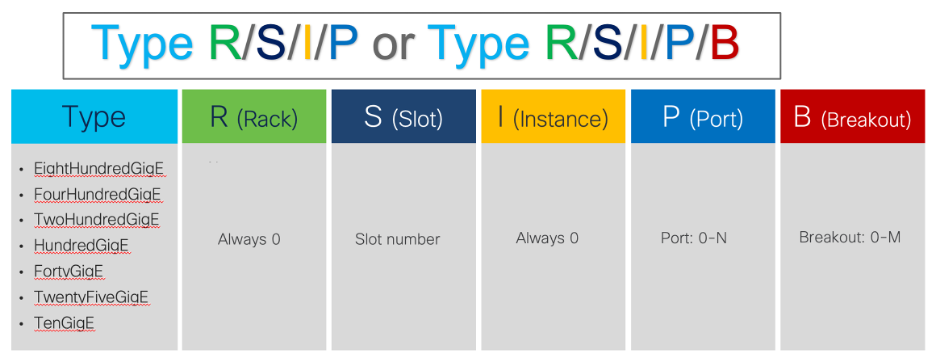 Type R/S/I/P or Type R/S/I/P/B
Type R (Rack) S (Slot) I (Instance) P (Port) B (Breakout)
• EightHundredGigE
• FourHundredGigE
• TwoHundredGigE
• HundredGigE
• FortyGigE
• TwentyFiveGigE
• TenGigE
Always 0
Slot number
Always 0
Port: 0-N
Breakout: 0-M